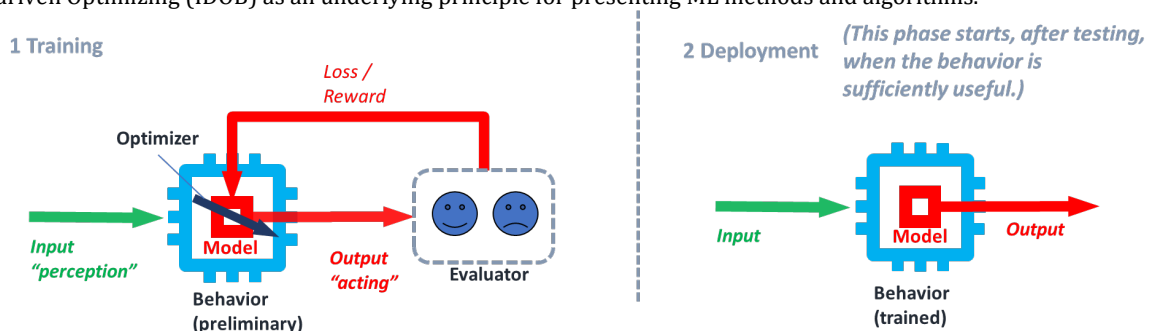 driven Optimizing (IDOB) as an underlying principle for presenting ML methods and algorithms.
1 Training
Loss /
Reward
Optimizer
Model
Input
“perception”
Output
“acting”
Evaluator
Behavior
(preliminary)
2 Deployment
(This phase starts, after testing,
when the behavior is
sufficiently useful.)
Input
Model
Output
Behavior
(trained)